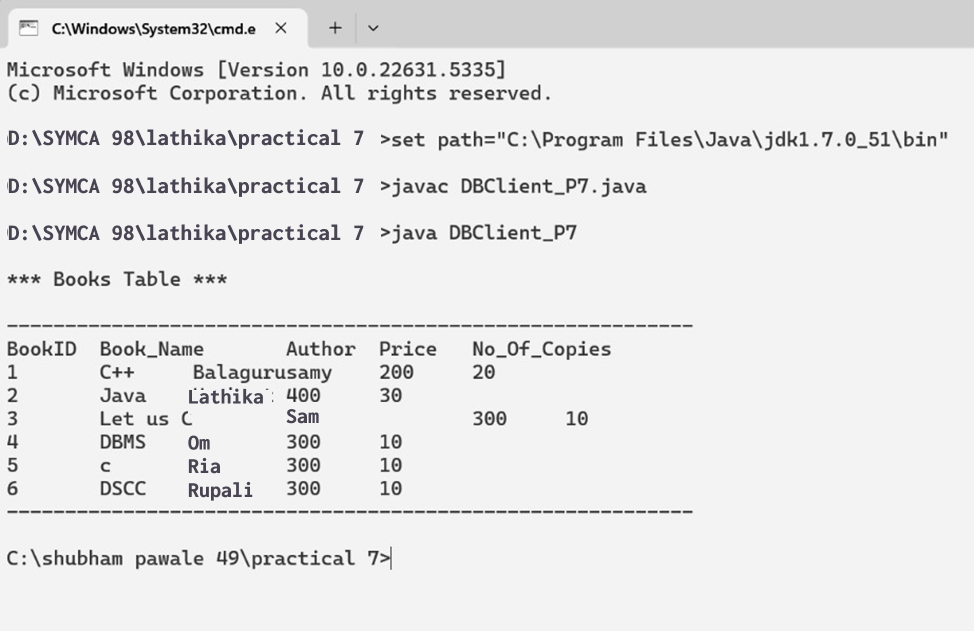 C:\Windows\System32\cmd.e
Microsoft Windows [Version 10.0.22631.5335]
(c) Microsoft Corporation. All rights reserved.
D:\SYMCA 98\lathika\practical 7 >set path="C:\Program Files\Java\jdk1.7.0_51\bin"
D:\SYMCA 98\lathika\practical 7 >javac DBClient_P7.java
D:\SYMCA 98\lathika\practical 7 >java DBClient_P7
*** Books Table ***
-----------------------------------------------------------
BookID Book_Name Author Price No_Of_Copies
1 C++ Balagurusamy 200 20
2 Java Lathika 400 30
3 Let us C Sam 300 10
4 DBMS Om 300 10
5 c Ria 300 10
6 DSCC Rupali 300 10
-----------------------------------------------------------
C:\shubham pawale 49\practical 7>